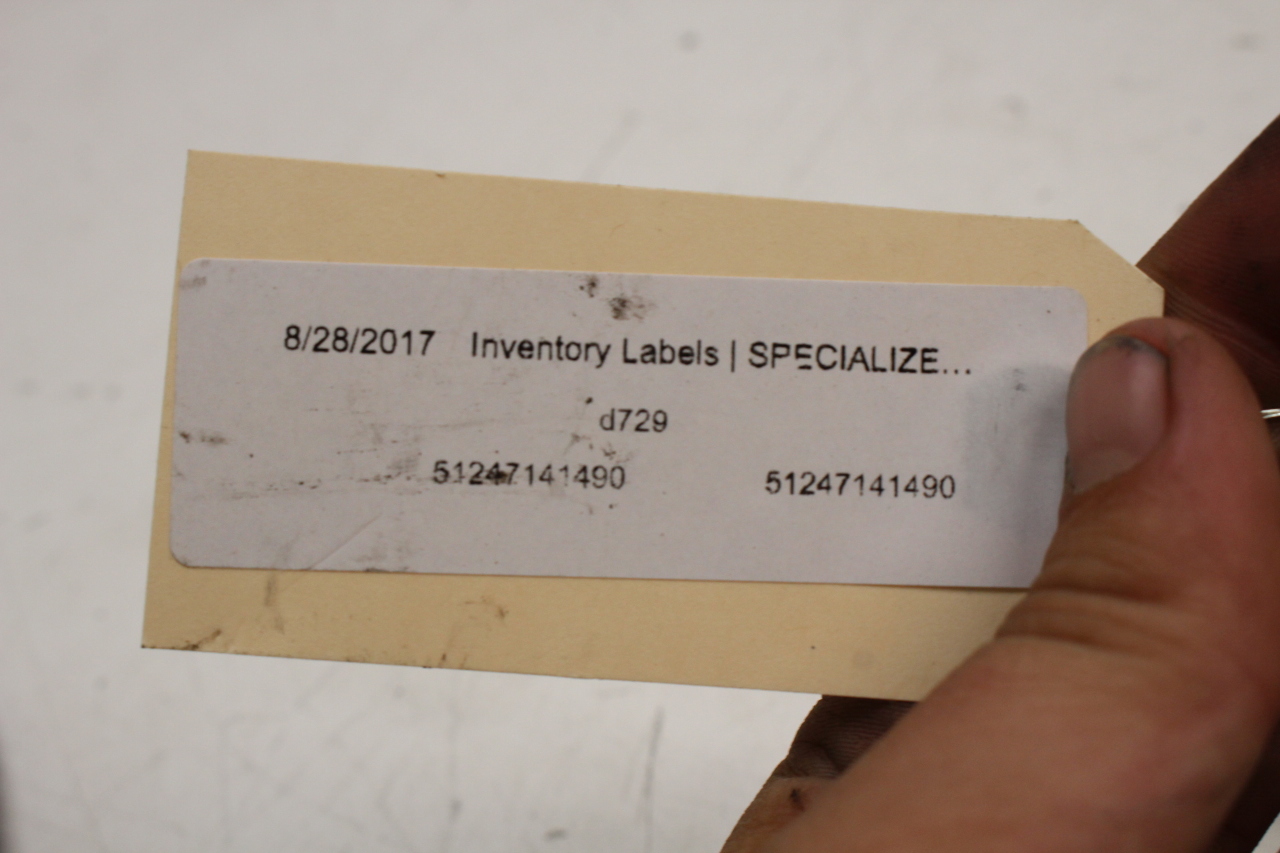 8/28/2017 Inventory Labels | SPECIALIZE...
d729
51247141490 51247141490